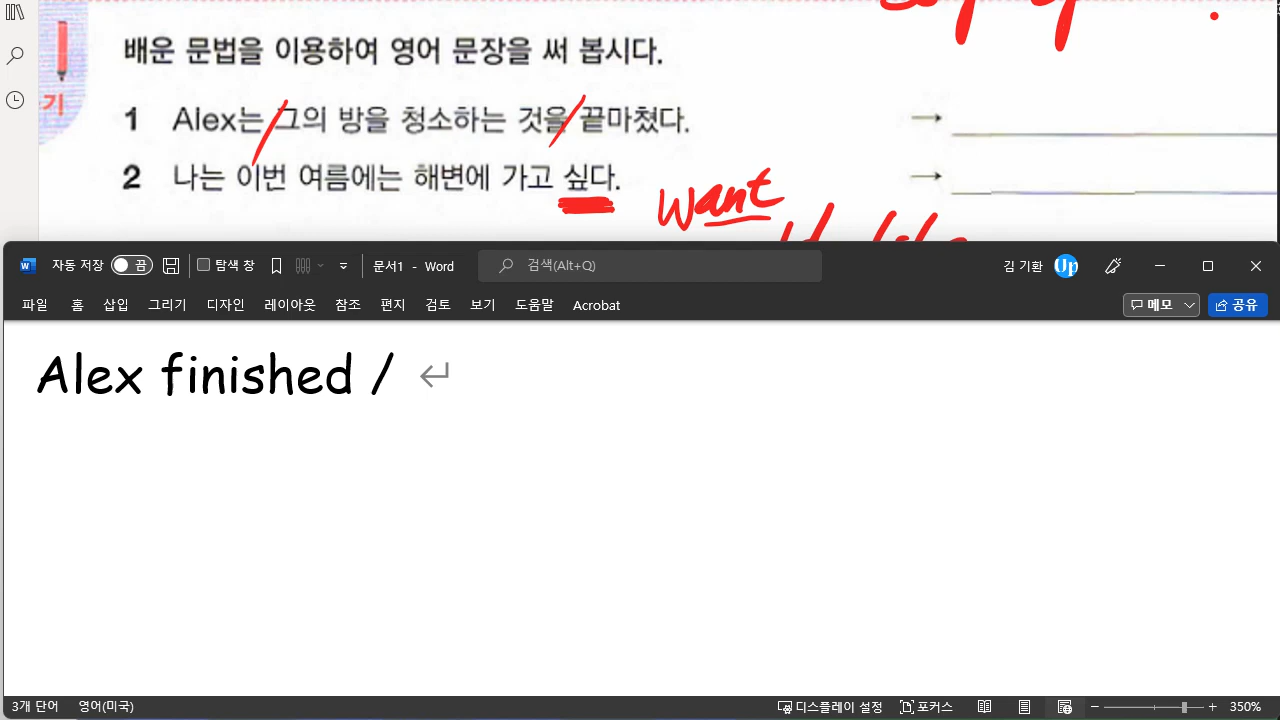 배운 문법을 이용하여 영어 문장을 써 봅시다.
기
1 Alex는 그의 방을 청소하는 것을 끝마쳤다. →
2 나는 이번 여름에는 해변에 가고 싶다. →
want
자동 저장 끔 탐색 창 문서1 - Word 검색(Alt+Q) 김 기환 Up
파일 홈 삽입 그리기 디자인 레이아웃 참조 편지 검토 보기 도움말 Acrobat 메모 공유
Alex finished /
3개 단어 영어(미국) 디스플레이 설정 포커스 350%